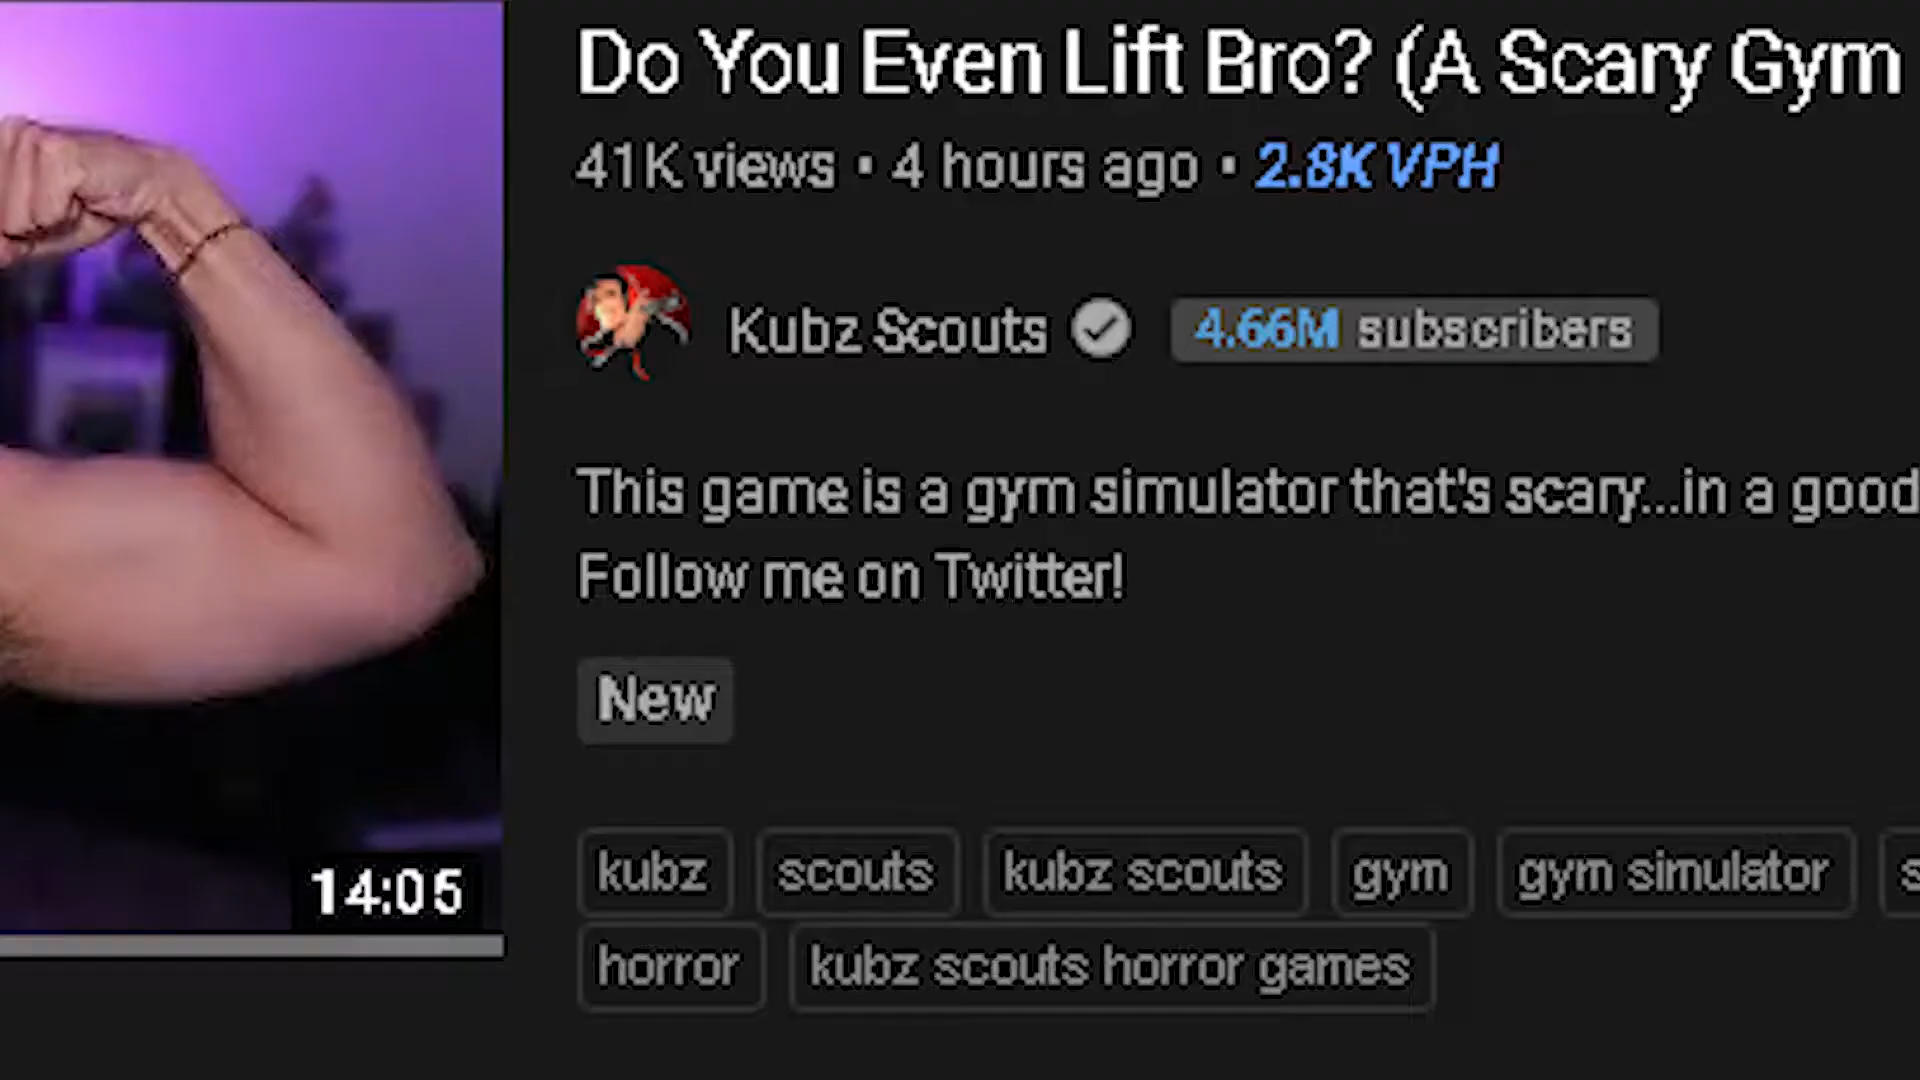 Do You Even Lift Bro? (A Scary Gym
41K views • 4 hours ago • 2.8K VPH
Kubz Scouts 4.66M subscribers
This game is a gym simulator that's scary...in a good
Follow me on Twitter!
New
kubz scouts kubz scouts gym gym simulator s
horror kubz scouts horror games
14:05